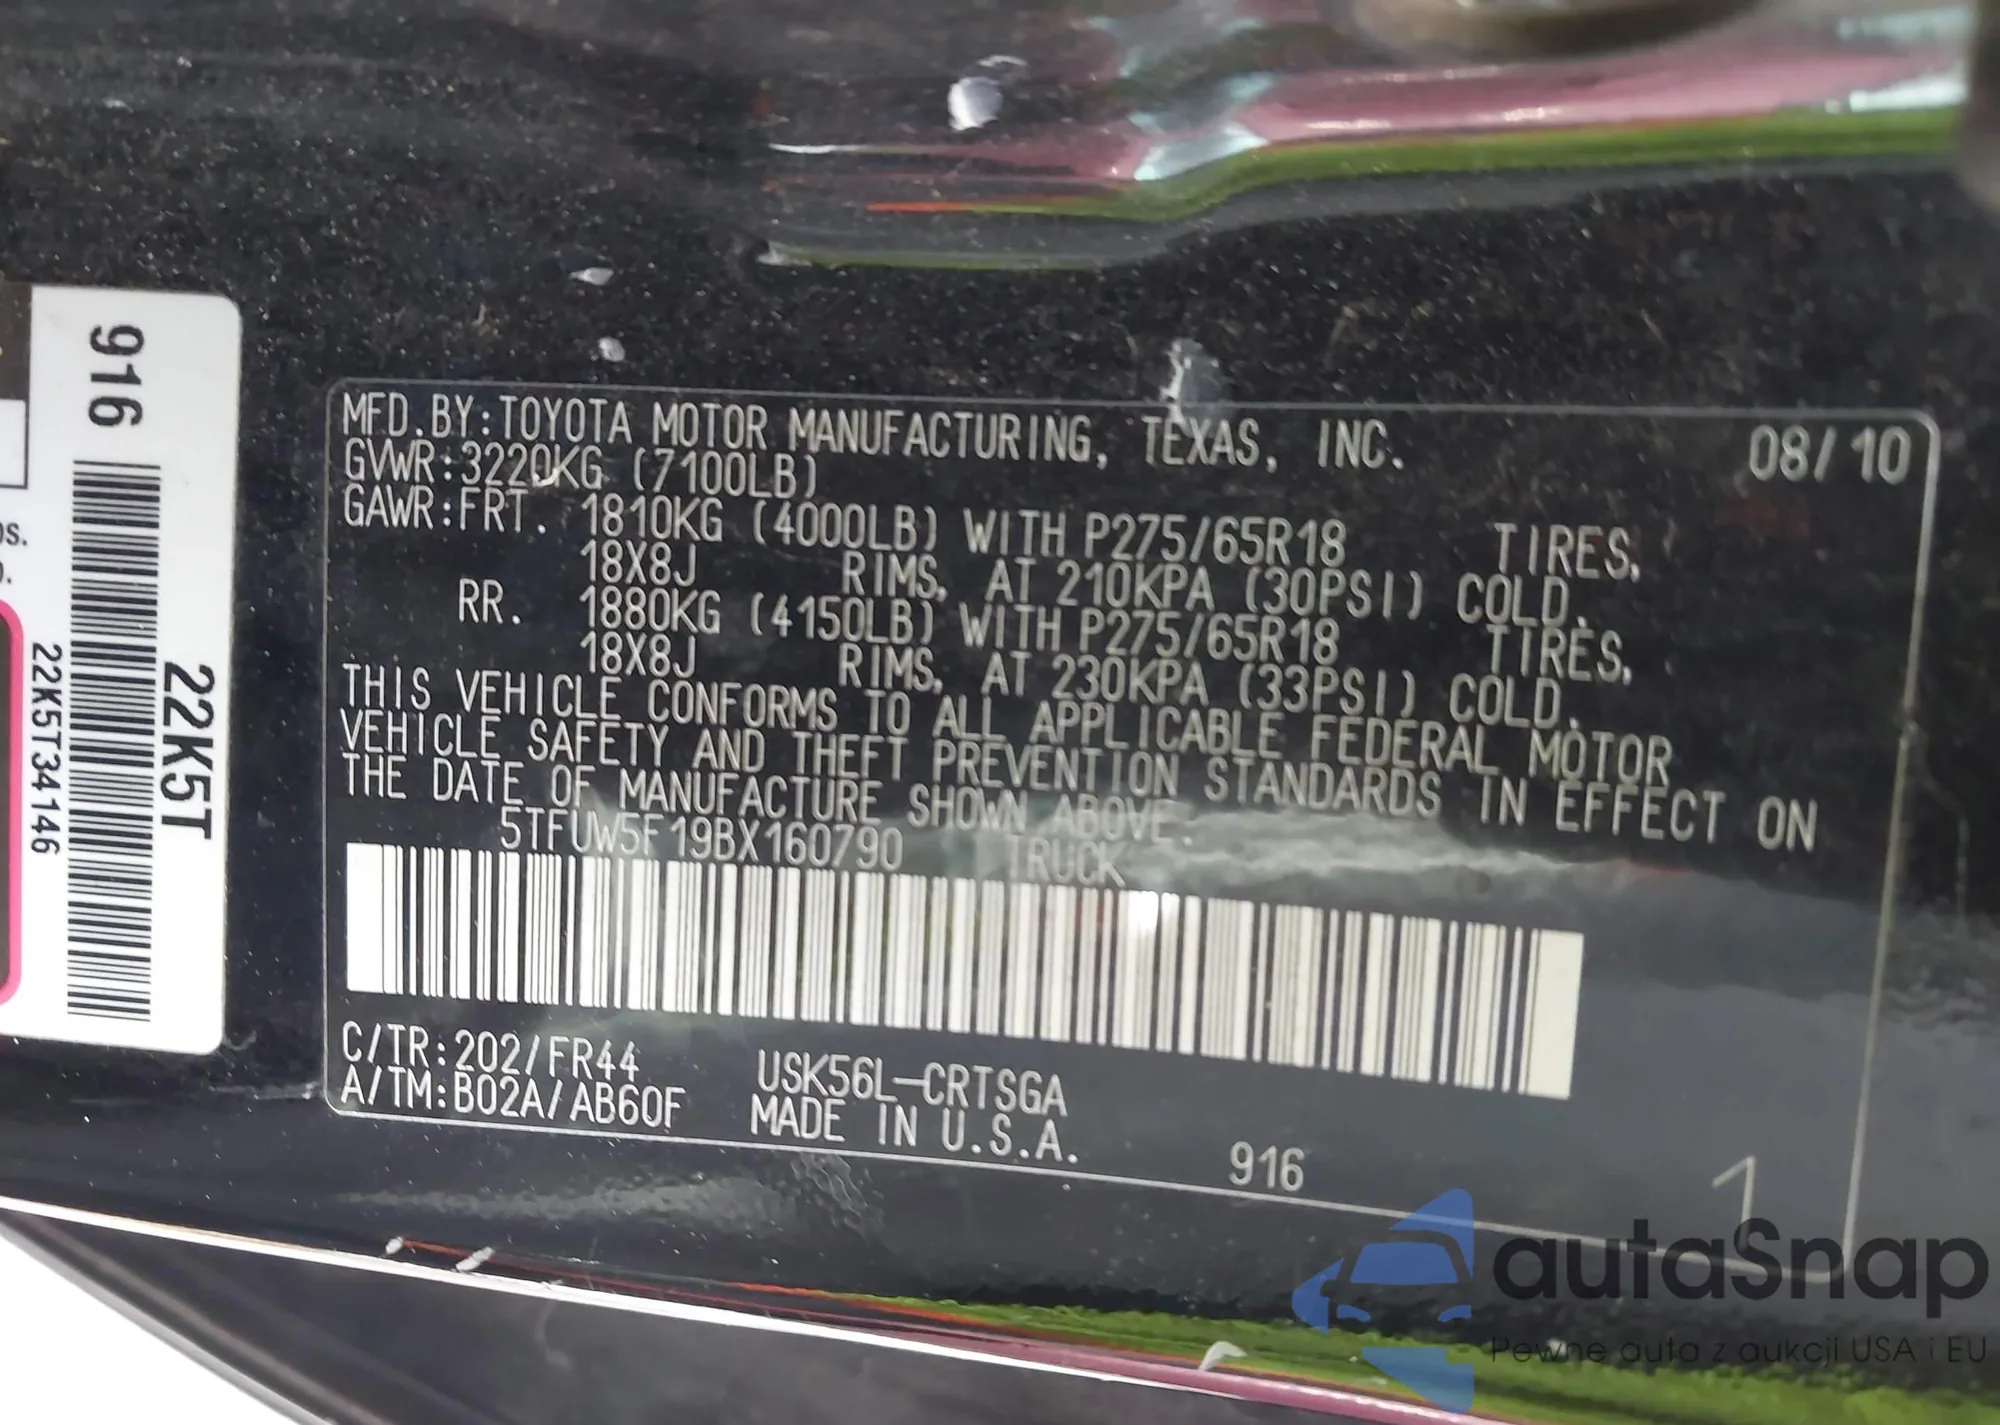 916
22K5T
22K5T34146
os.
MFD.BY:TOYOTA MOTOR MANUFACTURING, TEXAS, INC. 08/10
GVWR:3220KG (7100LB)
GAWR:FRT. 1810KG (4000LB) WITH P275/65R18 TIRES,
18X8J RIMS, AT 210KPA (30PSI) COLD.
RR. 1880KG (4150LB) WITH P275/65R18 TIRES,
18X8J RIMS, AT 230KPA (33PSI) COLD.
THIS VEHICLE CONFORMS TO ALL APPLICABLE FEDERAL MOTOR
VEHICLE SAFETY AND THEFT PREVENTION STANDARDS IN EFFECT ON
THE DATE OF MANUFACTURE SHOWN ABOVE.
5TFUW5F19BX160790 TRUCK
C/TR:202/FR44 USK56L-CRTSGA
A/TM:B02A/AB60F MADE IN U.S.A.
916
1
autaSnap
Pewne auta z aukcji USA i EU